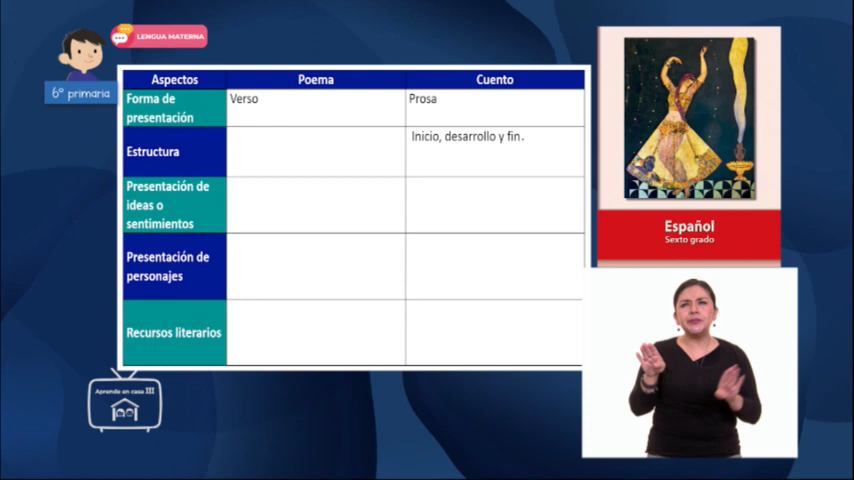 LENGUA MATERNA
6° primaria
Aspectos Poema Cuento
Forma de presentación Verso Prosa
Estructura Inicio, desarrollo y fin.
Presentación de
ideas o
sentimientos
Presentación de
personajes
Recursos literarios
Español
Sexto grado
Aprende en casa III